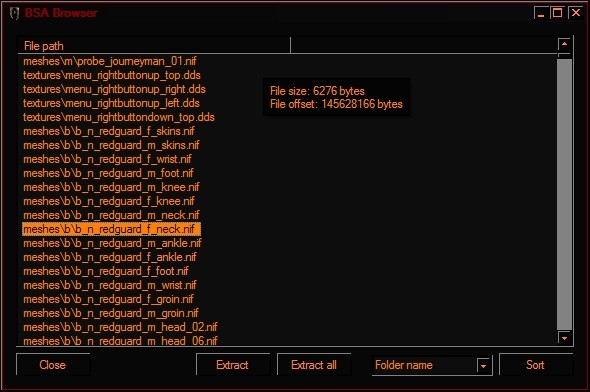 BSA Browser
File path
meshes\m\probe_journeyman_01.nif
textures\menu_rightbuttonup_top.dds
textures\menu_rightbuttonup_right.dds
textures\menu_rightbuttonup_left.dds
textures\menu_rightbuttondown_top.dds
meshes\b\b_n_redguard_f_skins.nif
meshes\b\b_n_redguard_m_skins.nif
meshes\b\b_n_redguard_f_wrist.nif
meshes\b\b_n_redguard_m_foot.nif
meshes\b\b_n_redguard_m_knee.nif
meshes\b\b_n_redguard_f_knee.nif
meshes\b\b_n_redguard_m_neck.nif
meshes\b\b_n_redguard_f_neck.nif
meshes\b\b_n_redguard_m_ankle.nif
meshes\b\b_n_redguard_f_ankle.nif
meshes\b\b_n_redguard_f_foot.nif
meshes\b\b_n_redguard_m_wrist.nif
meshes\b\b_n_redguard_f_groin.nif
meshes\b\b_n_redguard_m_groin.nif
meshes\b\b_n_redguard_m_head_02.nif
meshes\b\b_n_redguard_m_head_06.nif
File size: 6276 bytes
File offset: 145628166 bytes
Close
Extract
Extract all
Folder name
Sort